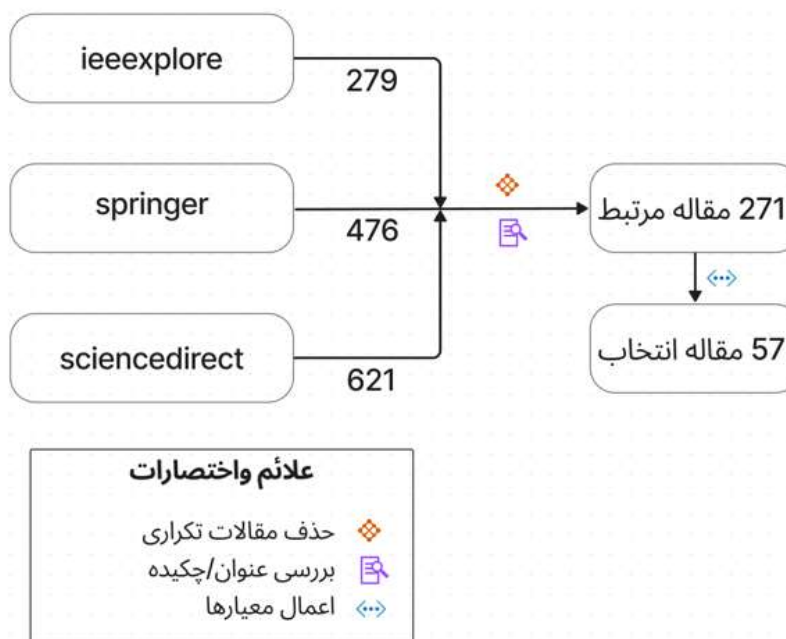 ieeexplore
279
springer
476
271 مقاله مرتبط
sciencedirect
621
57 مقاله انتخاب
علائم واختصارات
حذف مقالات تکراری
بررسی عنوان/چکیده
اعمال معیارها